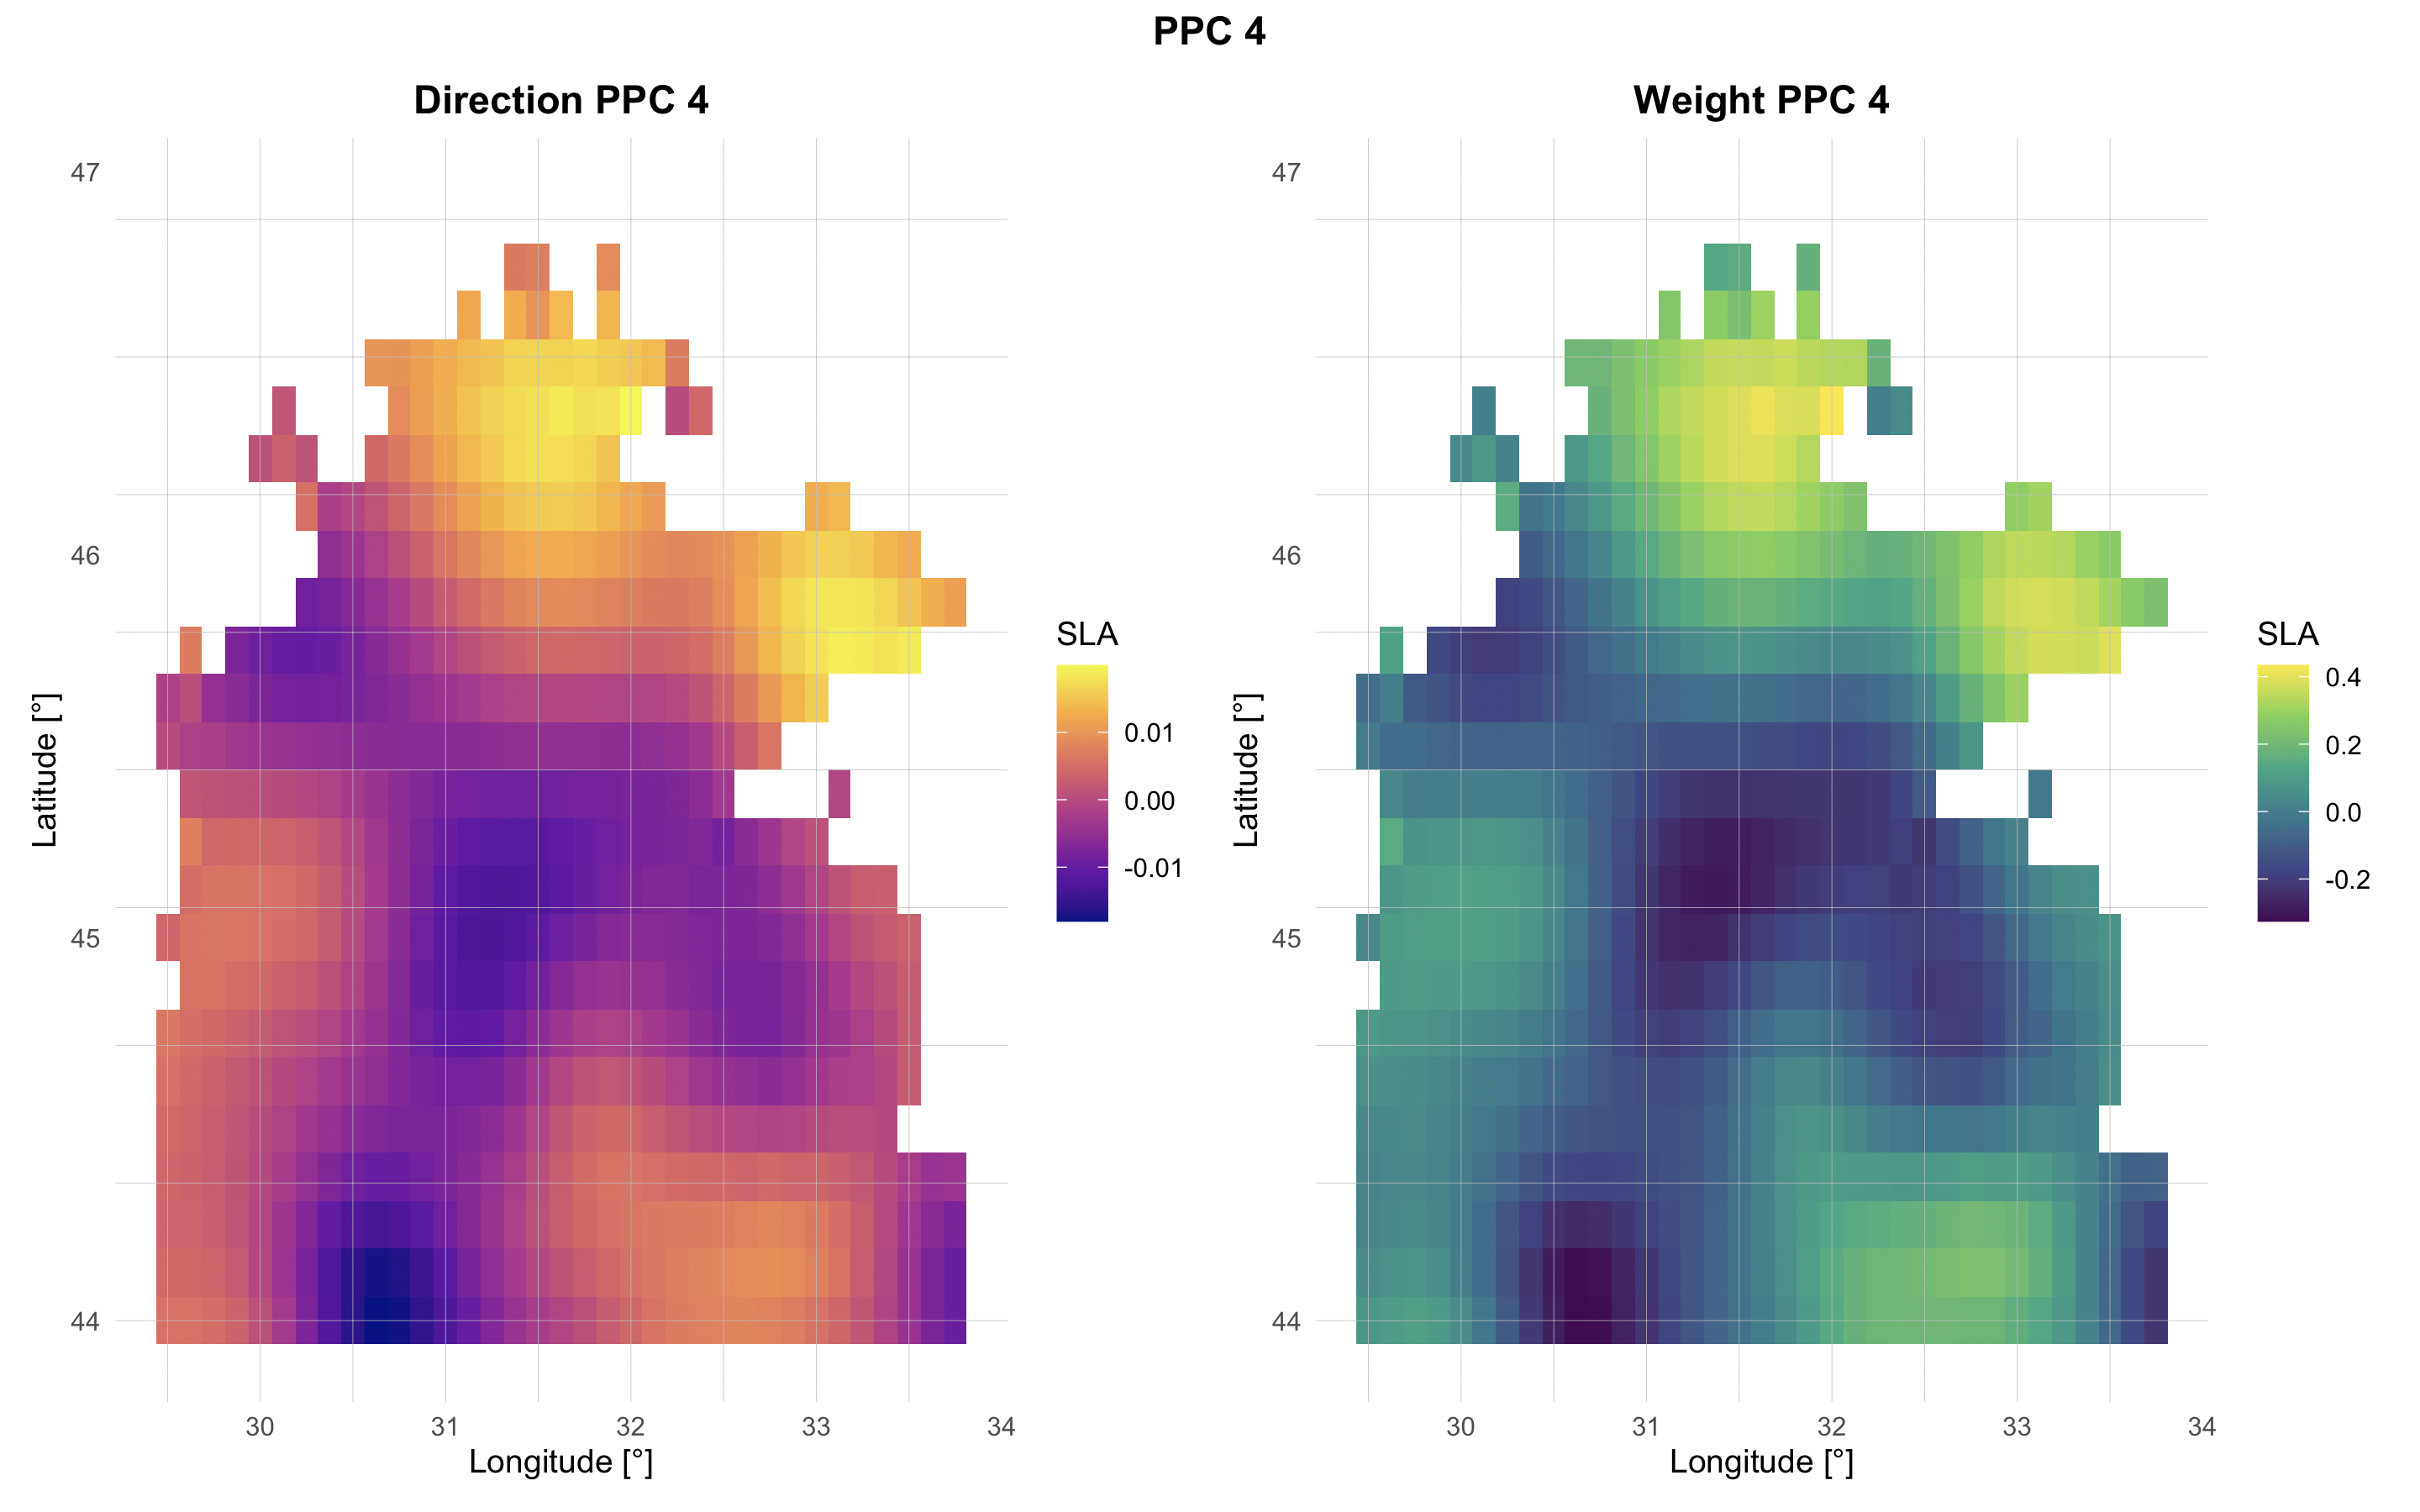 PPC 4
Direction PPC 4
47
46
45
44
Latitude [°]
30 31 32 33 34
Longitude [°]
SLA
0.01
0.00
-0.01
Weight PPC 4
47
46
45
44
Latitude [°]
30 31 32 33 34
Longitude [°]
SLA
0.4
0.2
0.0
-0.2